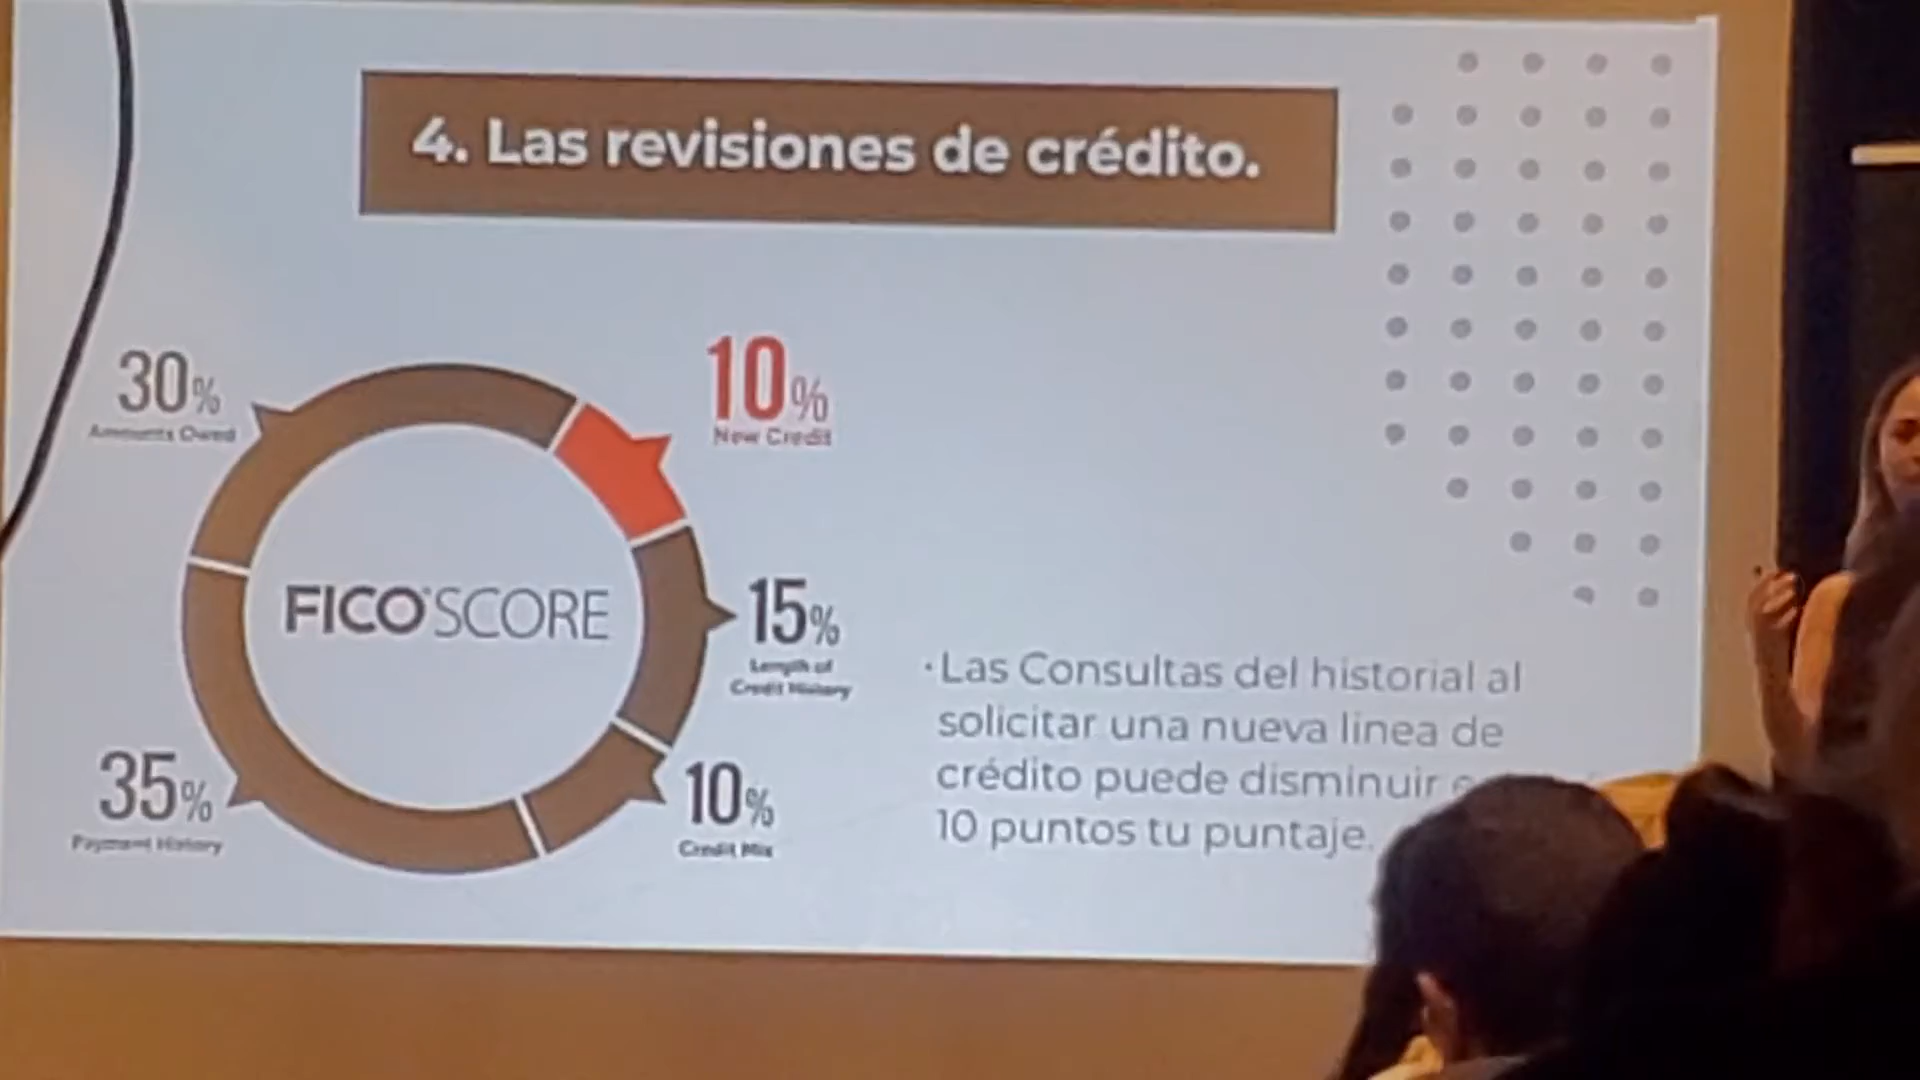 4. Las revisiones de crédito.
30%
Amounts Owed
10%
New Credit
FICO® SCORE
15%
Length of
Credit History
35%
Payment History
10%
Credit Mix
• Las Consultas del historial al
solicitar una nueva linea de
crédito puede disminuir
10 puntos tu puntaje.